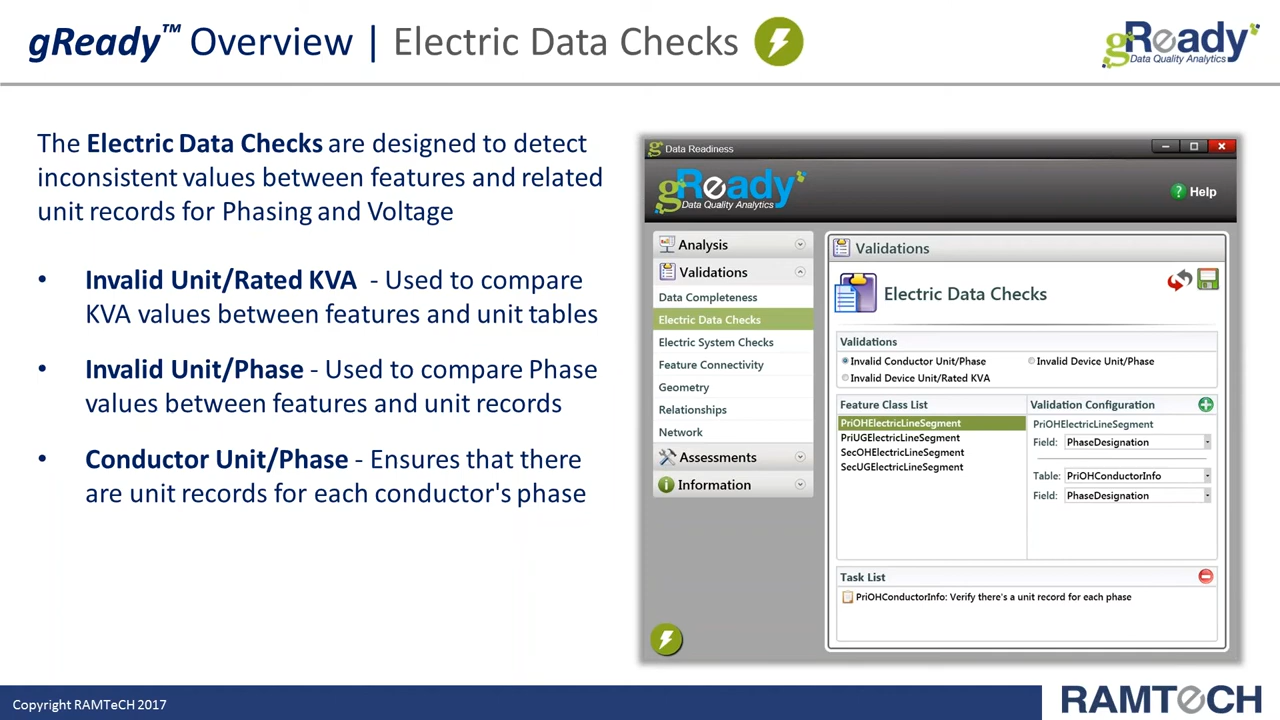 gReady™ Overview | Electric Data Checks
gReady
Data Quality Analytics
The Electric Data Checks are designed to detect
inconsistent values between features and related
unit records for Phasing and Voltage
• Invalid Unit/Rated KVA - Used to compare
KVA values between features and unit tables
• Invalid Unit/Phase - Used to compare Phase
values between features and unit records
• Conductor Unit/Phase - Ensures that there
are unit records for each conductor's phase
g Data Readiness
gReady
Data Quality Analytics
? Help
Analysis
Validations
Data Completeness
Electric Data Checks
Electric System Checks
Feature Connectivity
Geometry
Relationships
Network
Assessments
i Information
Validations
Electric Data Checks
Validations
Invalid Conductor Unit/Phase
Invalid Device Unit/Phase
Invalid Device Unit/Rated KVA
Feature Class List
PriOHElectricLineSegment
PriUGElectricLineSegment
SecOHElectricLineSegment
SecUGElectricLineSegment
Validation Configuration
PriOHElectricLineSegment
Field: PhaseDesignation
Table: PriOHConductorInfo
Field: PhaseDesignation
Task List
PriOHConductorInfo: Verify there's a unit record for each phase
Copyright RAMTeCH 2017
RAMTeCH